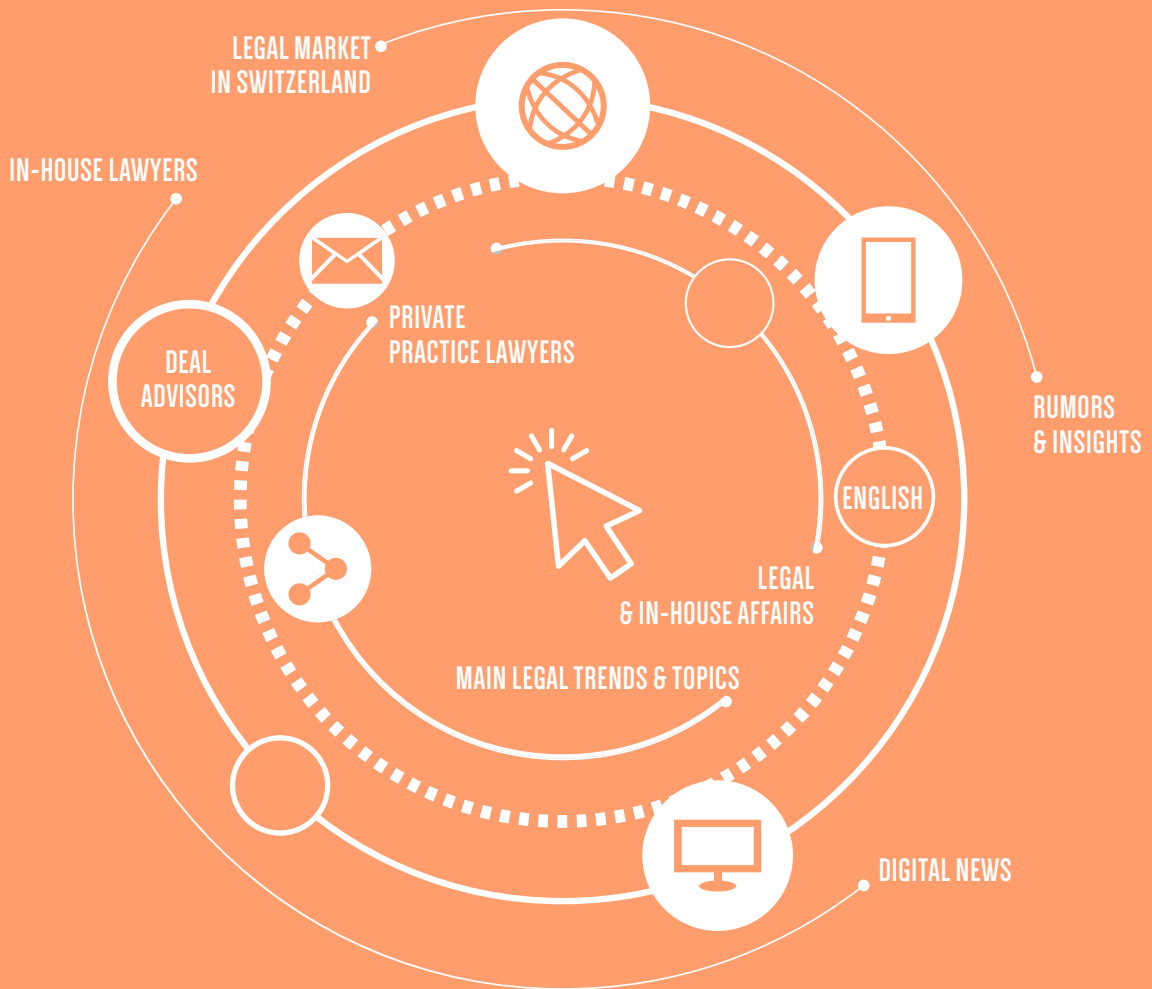 LEGAL MARKET
IN SWITZERLAND
IN-HOUSE LAWYERS
PRIVATE
PRACTICE LAWYERS
DEAL
ADVISORS
RUMORS
& INSIGHTS
ENGLISH
LEGAL
& IN-HOUSE AFFAIRS
MAIN LEGAL TRENDS & TOPICS
DIGITAL NEWS